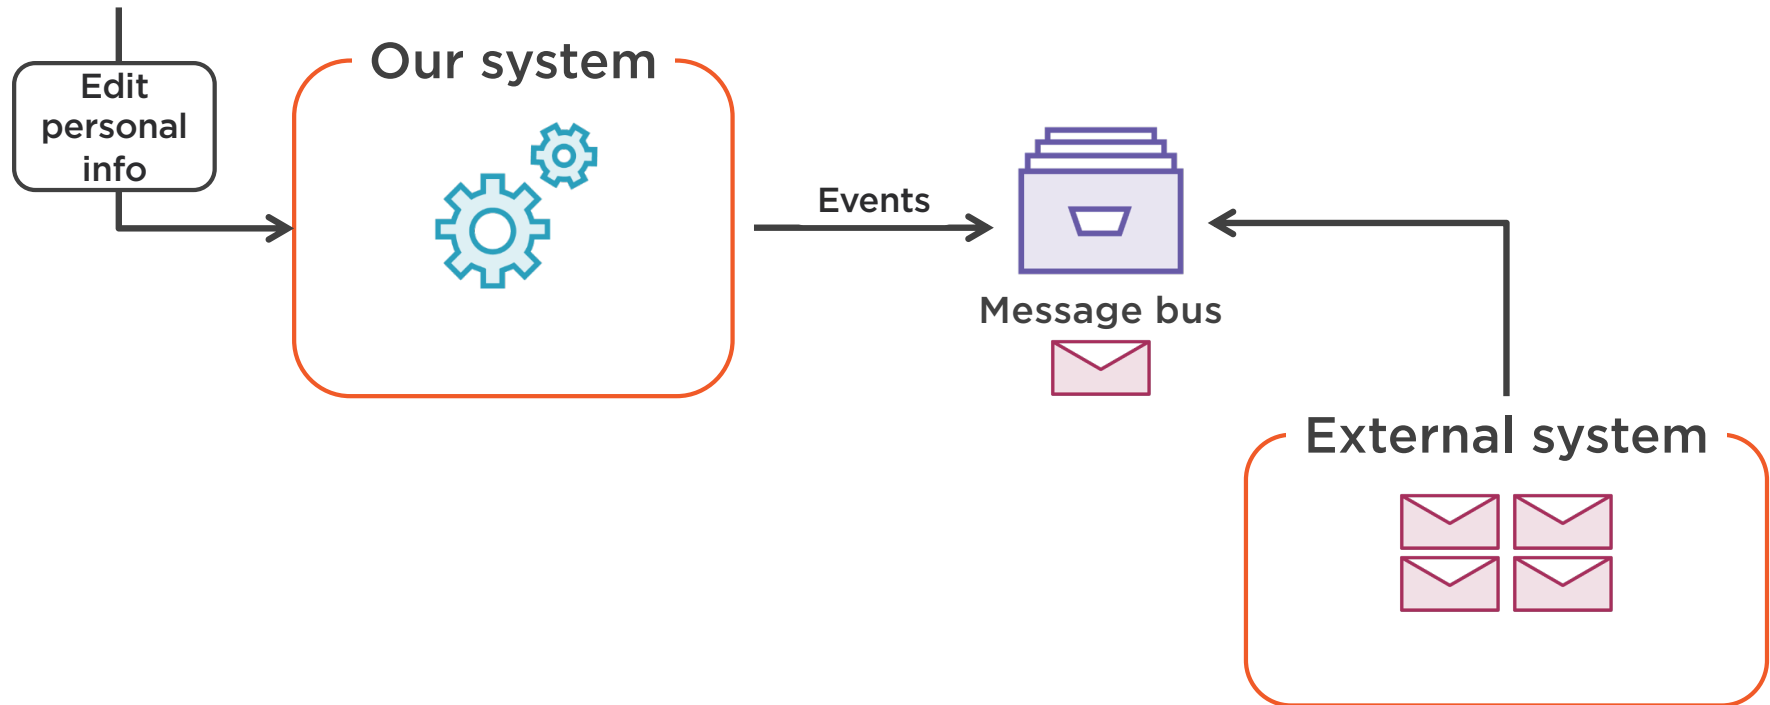 Edit
personal
info
Our system
Events
Message bus
External system